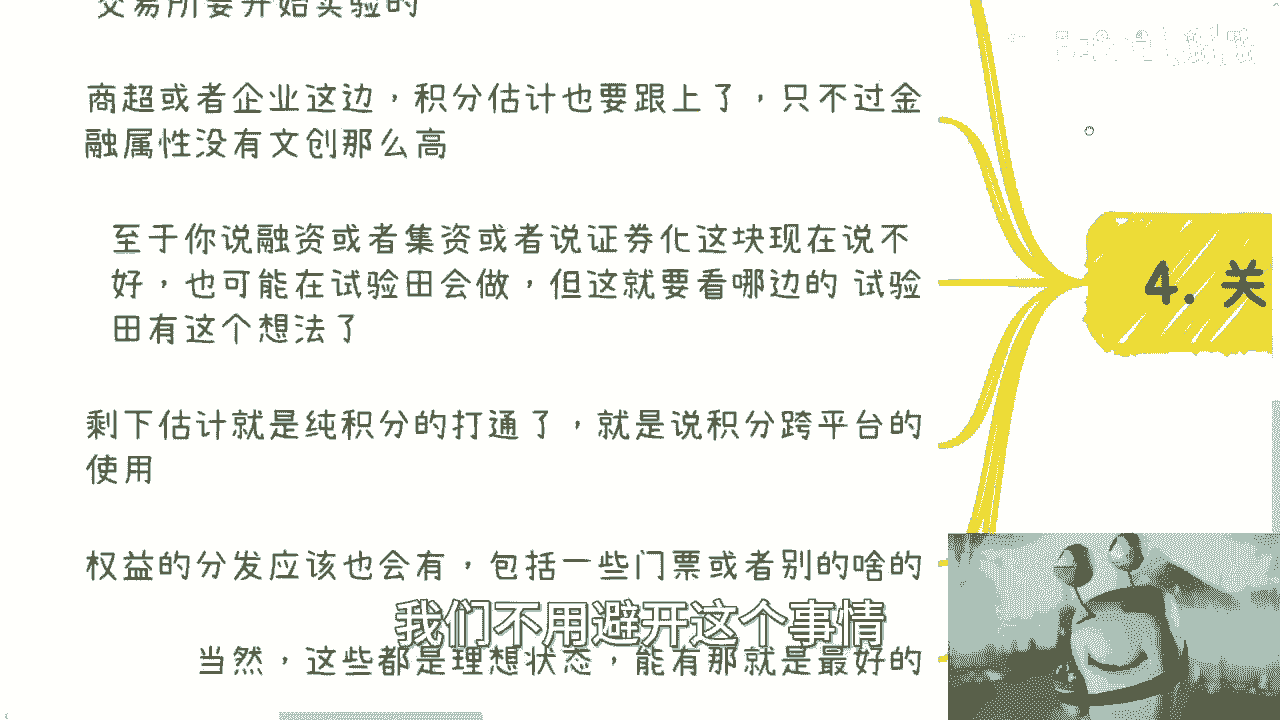 交易所要开始实验的
商超或者企业这边，积分估计也要跟上了，只不过金
融属性没有文创那么高
至于你说融资或者集资或者说证券化这块现在说不
好，也可能在试验田会做，但这就要看哪边的 试验
田有这个想法了
4. 关
剩下估计就是纯积分的打通了，就是说积分跨平台的
使用
权益的分发应该也会有，包括一些门票或者别的啥的
我们不用避开这个事情
当然，这些都是理想状态，能有那就是最好的